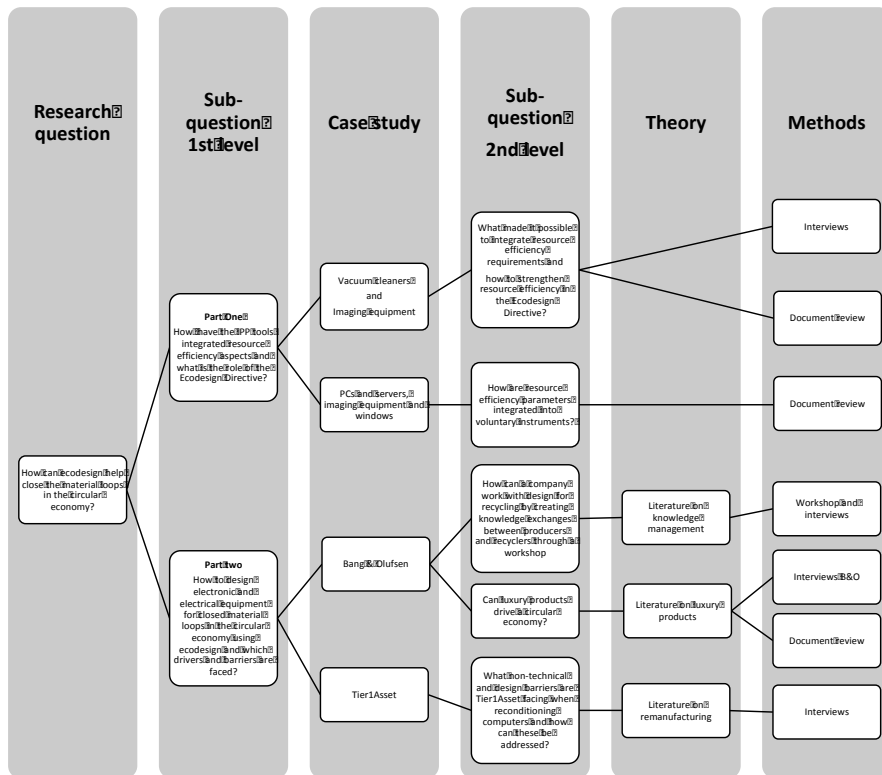 Research
question
Sub-
question
1st level
Case study
Sub-
question
2nd level
Theory
Methods
How can ecodesign help
close the material loops
in the circular
economy?
Part One
How have the IPP tools
integrated resource
efficiency aspects and
what is the role of the
Ecodesign Directive?
Part two
How to design
electronic and
electrical equipment
for closed material
loops in the circular
economy using
ecodesign and which
drivers and barriers are
faced?
Vacuum cleaners
and
Imaging equipment
PCs and servers,
imaging equipment and
windows
Bang & Olufsen
Tier1Asset
What made it possible
to integrate resource
efficiency
requirements and
how to strengthen
resource efficiency in
the Ecodesign
Directive?
How are resource
efficiency parameters
integrated into
voluntary instruments?
How can a company
work with design for
recycling by creating
knowledge exchanges
between producers
and recyclers through a
workshop
Can luxury products
drive a circular
economy?
What non-technical
and design barriers are
Tier1Asset facing when
reconditioning
computers and how
can these be
addressed?
Literature on
knowledge
management
Literature on luxury
products
Literature on
remanufacturing
Interviews
Document review
Document review
Workshop and
interviews
Interviews B&O
Document review
Interviews